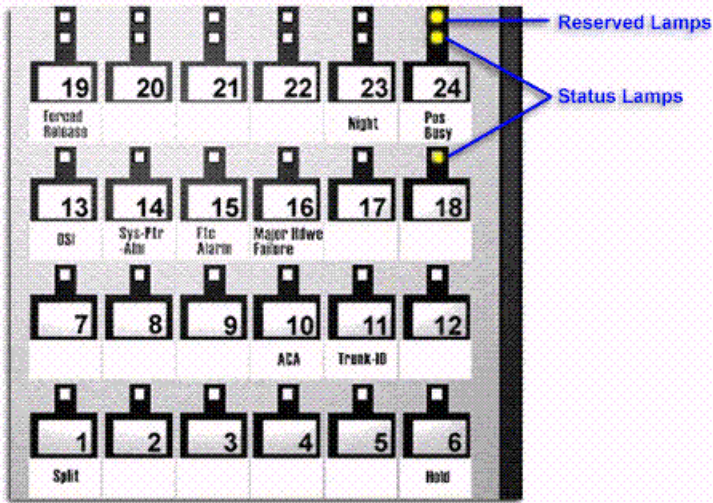 Reserved Lamps
19 20 21 22 23 24
Status Lamps
Forced
Release
Night
Pos
Busy
13 14 15 16 17 18
DSI
Sys-Ptr
-Alm
Ftc
Alarm
Major Hdwe
Failure
7 8 9 10 11 12
ACA
Trunk-ID
1 2 3 4 5 6
Split
Hold